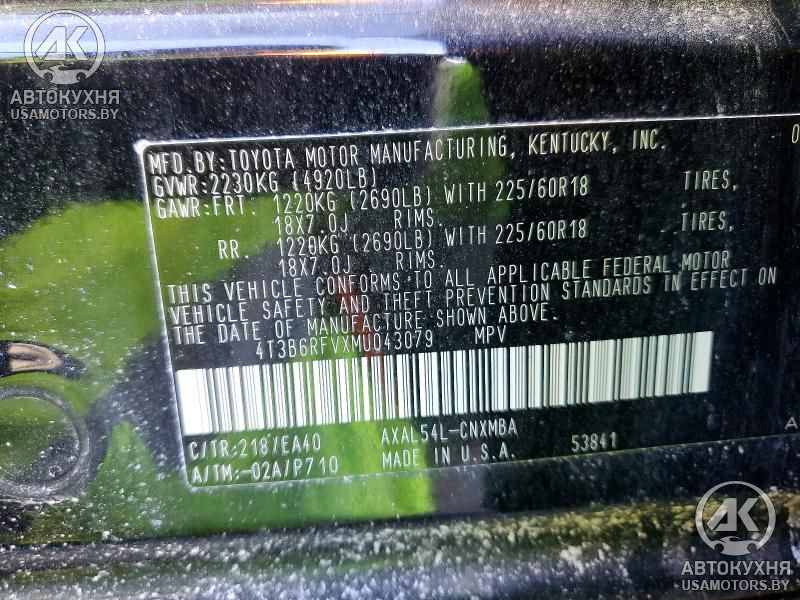 АК
АВТОКУХНЯ
USAMOTORS.BY
MFD.BY:TOYOTA MOTOR MANUFACTURING, KENTUCKY, INC. 0
GVWR:2230KG (4920LB)
GAWR:FRT. 1220KG (2690LB) WITH 225/60R18 TIRES,
18X7.0J RIMS.
RR. 1220KG (2690LB) WITH 225/60R18 TIRES,
18X7.0J RIMS.
THIS VEHICLE CONFORMS TO ALL APPLICABLE FEDERAL MOTOR
VEHICLE SAFETY AND THEFT PREVENTION STANDARDS IN EFFECT ON
THE DATE OF MANUFACTURE SHOWN ABOVE.
4T3B6RFVXMU043079 MPV
C/TR:218/EA40 AXAL54L-CNXMBA 53841
A/TM:-02A/P710 MADE IN U.S.A. A
АК
АВТОКУХНЯ
USAMOTORS.BY